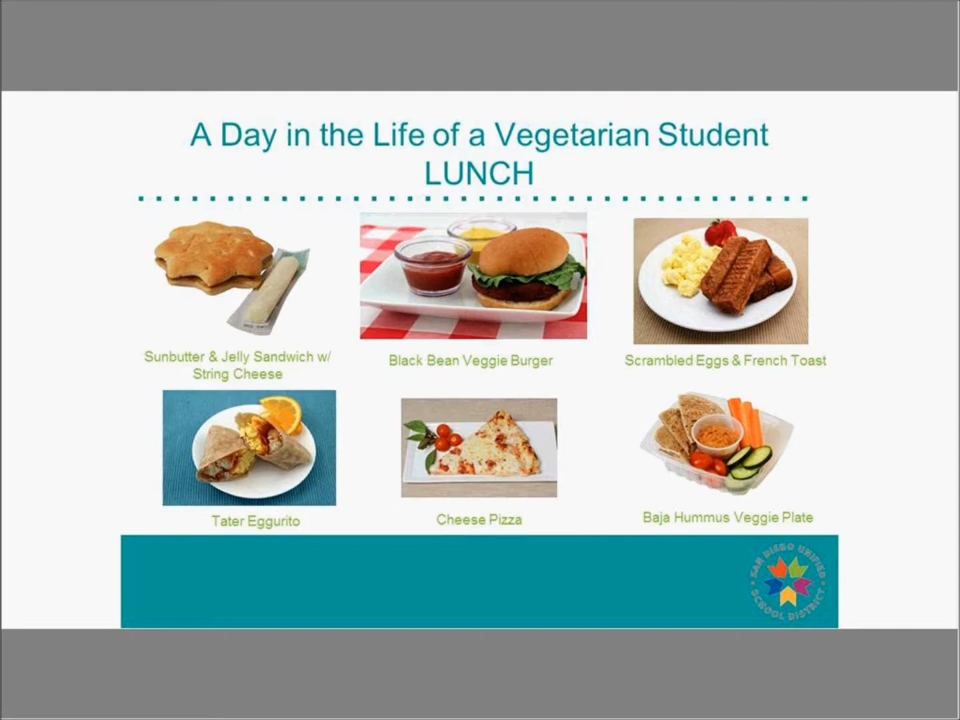 A Day in the Life of a Vegetarian Student
LUNCH
Sunbutter & Jelly Sandwich w/
String Cheese
Black Bean Veggie Burger
Scrambled Eggs & French Toast
Tater Eggurito
Cheese Pizza
Baja Hummus Veggie Plate
SAN DIEGO UNIFIED
SCHOOL DISTRICT